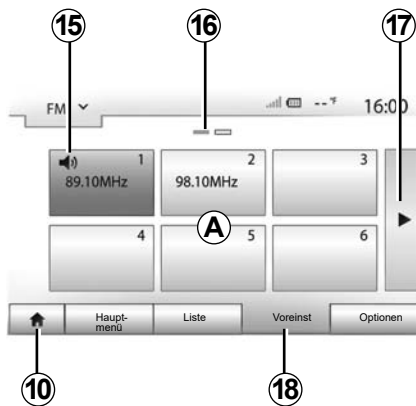 15
16
17
FM
--°F
16:00
1
89.10MHz
2
98.10MHz
3
A
4
5
6
Haupt-
menü
Liste
Voreinst
Optionen
10
18